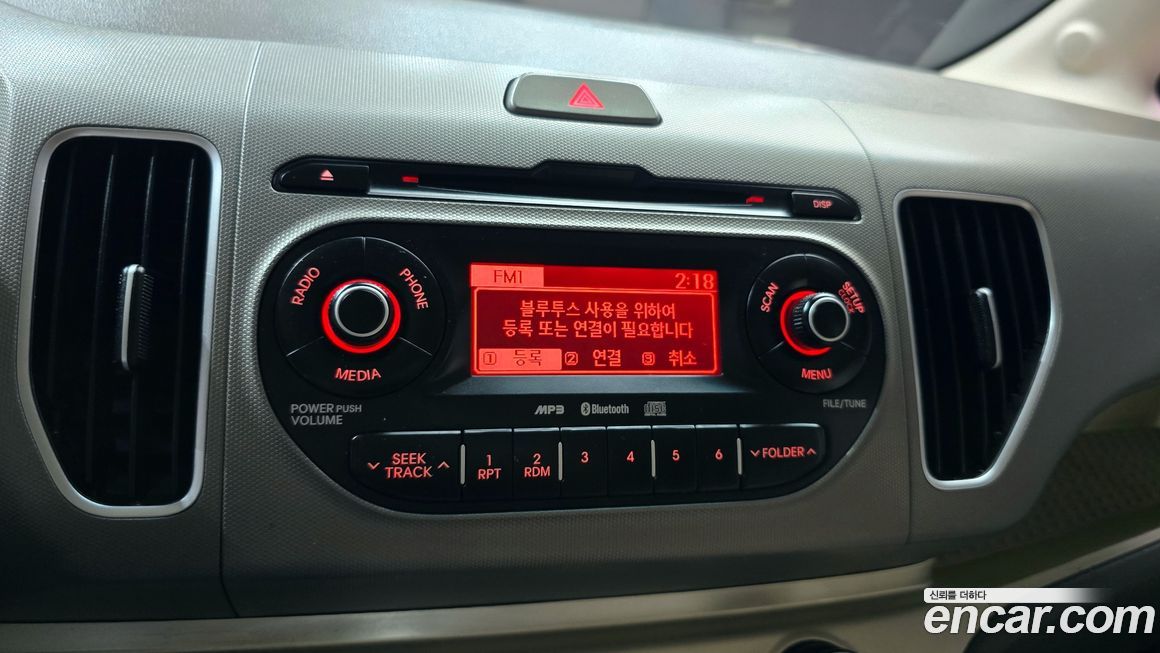 DISP
RADIO
PHONE
MEDIA
POWER PUSH
VOLUME
FM1 2:18
블루투스 사용을 위하여
등록 또는 연결이 필요합니다
1 등록 2 연결 3 취소
SCAN
SETUP
CLOCK
MENU
FILE/TUNE
MP3 Bluetooth disc
SEEK
TRACK
1
RPT
2
RDM
3
4
5
6
FOLDER
신뢰를 더하다
encar.com